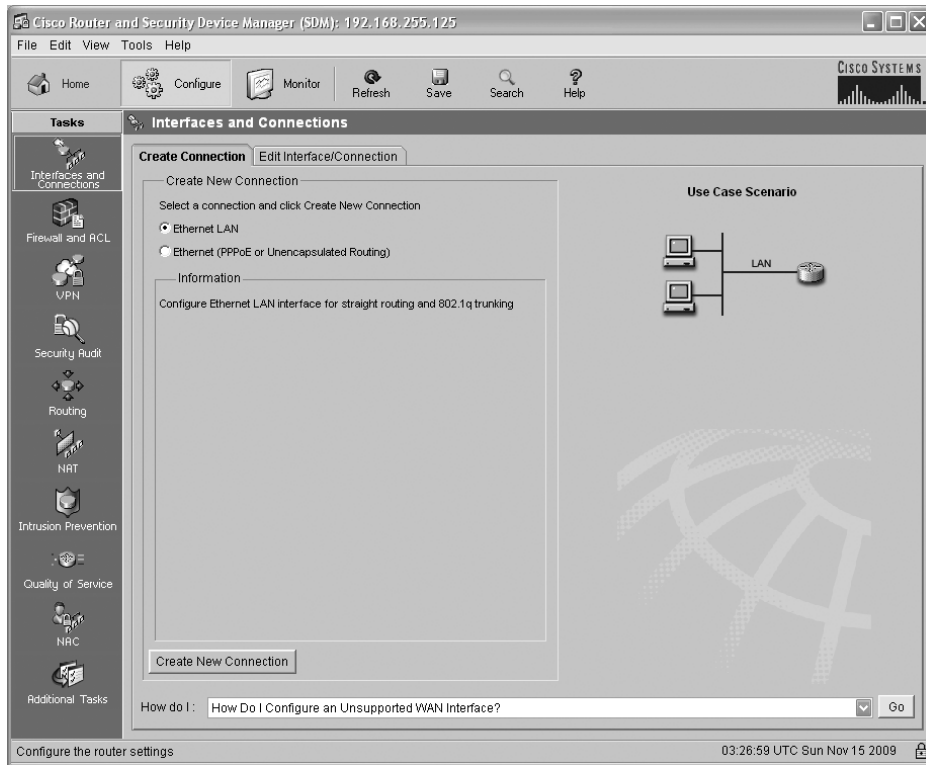 Cisco Router and Security Device Manager (SDM): 192.168.255.125
File Edit View Tools Help
Home Configure Monitor Refresh Save Search Help
CISCO SYSTEMS
Tasks
Interfaces and Connections
Interfaces and
Connections
Firewall and ACL
VPN
Security Audit
Routing
NAT
Intrusion Prevention
Quality of Service
NAC
Additional Tasks
Create Connection Edit Interface/Connection
Create New Connection
Select a connection and click Create New Connection
Ethernet LAN
Ethernet (PPPoE or Unencapsulated Routing)
Information
Configure Ethernet LAN interface for straight routing and 802.1q trunking
Use Case Scenario
LAN
Create New Connection
How do I : How Do I Configure an Unsupported WAN Interface? Go
Configure the router settings 03:26:59 UTC Sun Nov 15 2009